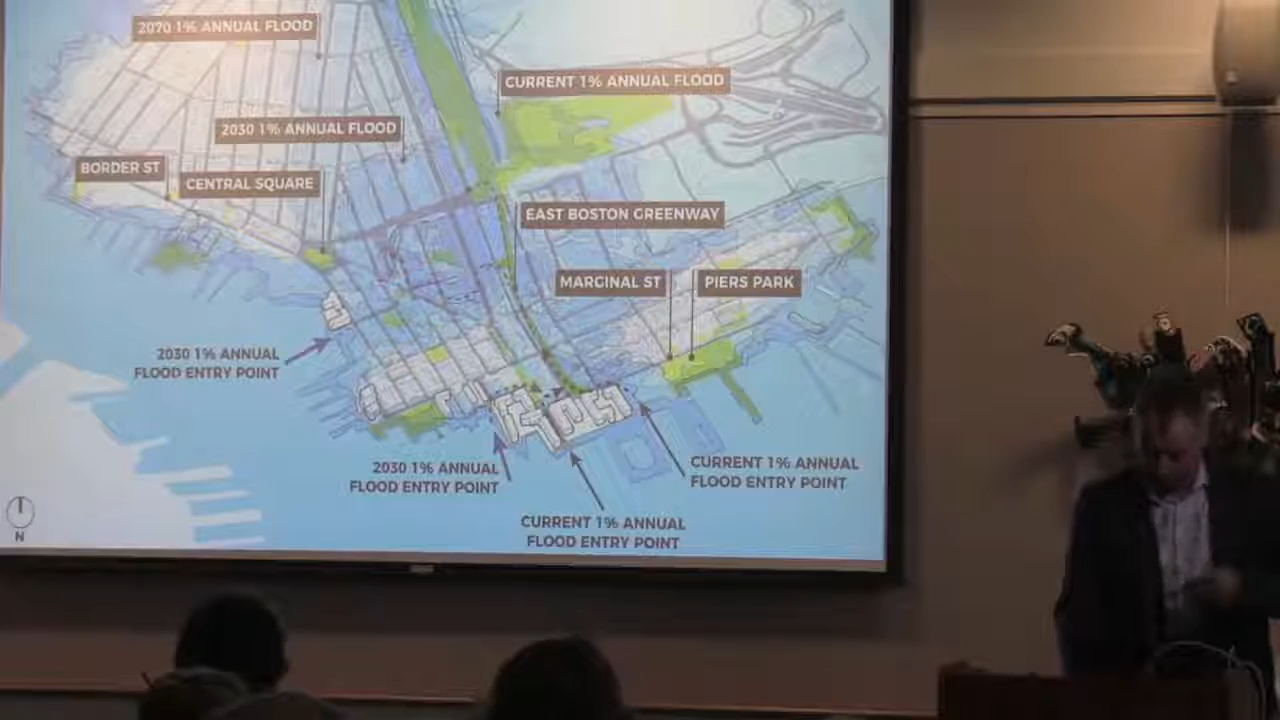 2070 1% ANNUAL FLOOD
CURRENT 1% ANNUAL FLOOD
2030 1% ANNUAL FLOOD
BORDER ST
CENTRAL SQUARE
EAST BOSTON GREENWAY
MARCINAL ST
PIERS PARK
2030 1% ANNUAL
FLOOD ENTRY POINT
2030 1% ANNUAL
FLOOD ENTRY POINT
CURRENT 1% ANNUAL
FLOOD ENTRY POINT
CURRENT 1% ANNUAL
FLOOD ENTRY POINT
N